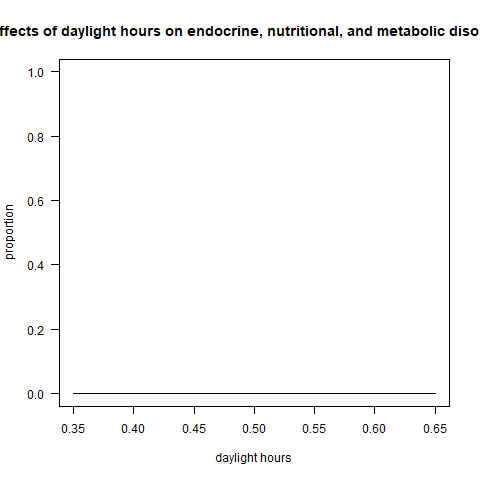 ffects of daylight hours on endocrine, nutritional, and metabolic diso
1.0
0.8
0.6
0.4
0.2
0.0
proportion
0.35 0.40 0.45 0.50 0.55 0.60 0.65
daylight hours